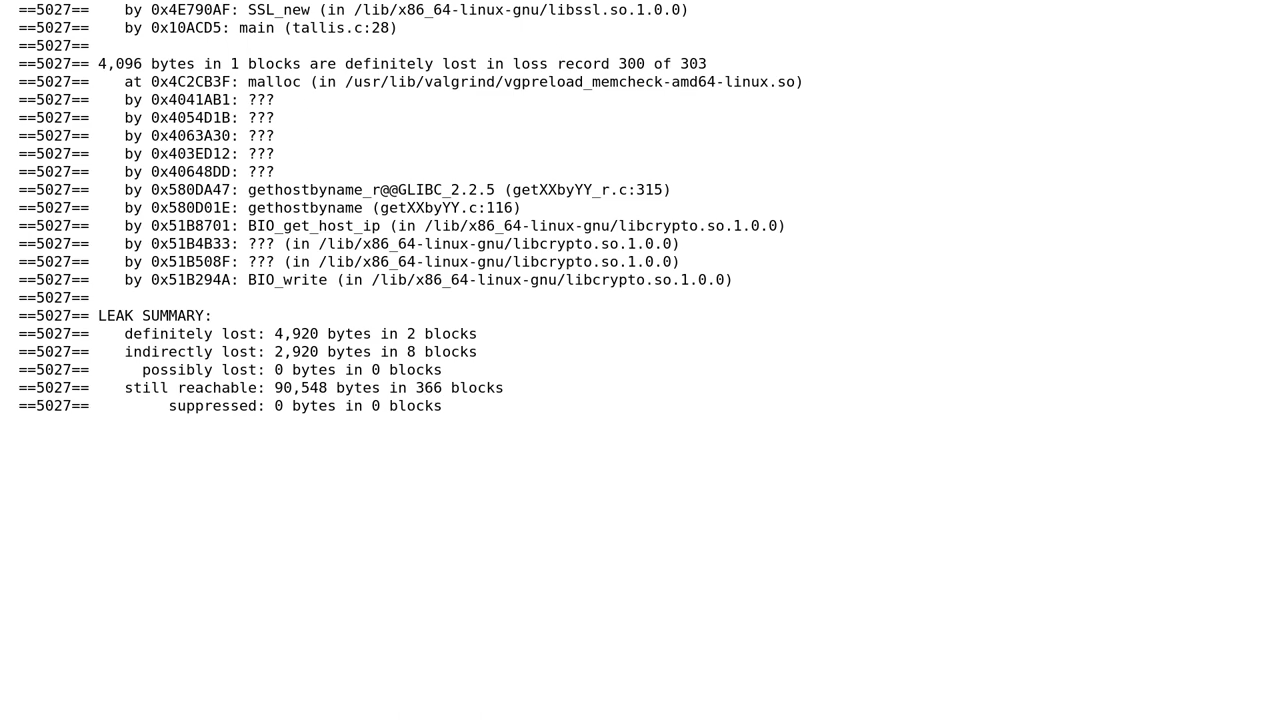 ==5027==    by 0x4E790AF: SSL_new (in /lib/x86_64-linux-gnu/libssl.so.1.0.0)
==5027==    by 0x10ACD5: main (tallis.c:28)
==5027==
==5027== 4,096 bytes in 1 blocks are definitely lost in loss record 300 of 303
==5027==    at 0x4C2CB3F: malloc (in /usr/lib/valgrind/vgpreload_memcheck-amd64-linux.so)
==5027==    by 0x4041AB1: ???
==5027==    by 0x4054D1B: ???
==5027==    by 0x4063A30: ???
==5027==    by 0x403ED12: ???
==5027==    by 0x40648DD: ???
==5027==    by 0x580DA47: gethostbyname_r@@GLIBC_2.2.5 (getXXbyYY_r.c:315)
==5027==    by 0x580D01E: gethostbyname (getXXbyYY.c:116)
==5027==    by 0x51B8701: BIO_get_host_ip (in /lib/x86_64-linux-gnu/libcrypto.so.1.0.0)
==5027==    by 0x51B4B33: ??? (in /lib/x86_64-linux-gnu/libcrypto.so.1.0.0)
==5027==    by 0x51B508F: ??? (in /lib/x86_64-linux-gnu/libcrypto.so.1.0.0)
==5027==    by 0x51B294A: BIO_write (in /lib/x86_64-linux-gnu/libcrypto.so.1.0.0)
==5027==
==5027== LEAK SUMMARY:
==5027==    definitely lost: 4,920 bytes in 2 blocks
==5027==    indirectly lost: 2,920 bytes in 8 blocks
==5027==      possibly lost: 0 bytes in 0 blocks
==5027==    still reachable: 90,548 bytes in 366 blocks
==5027==         suppressed: 0 bytes in 0 blocks